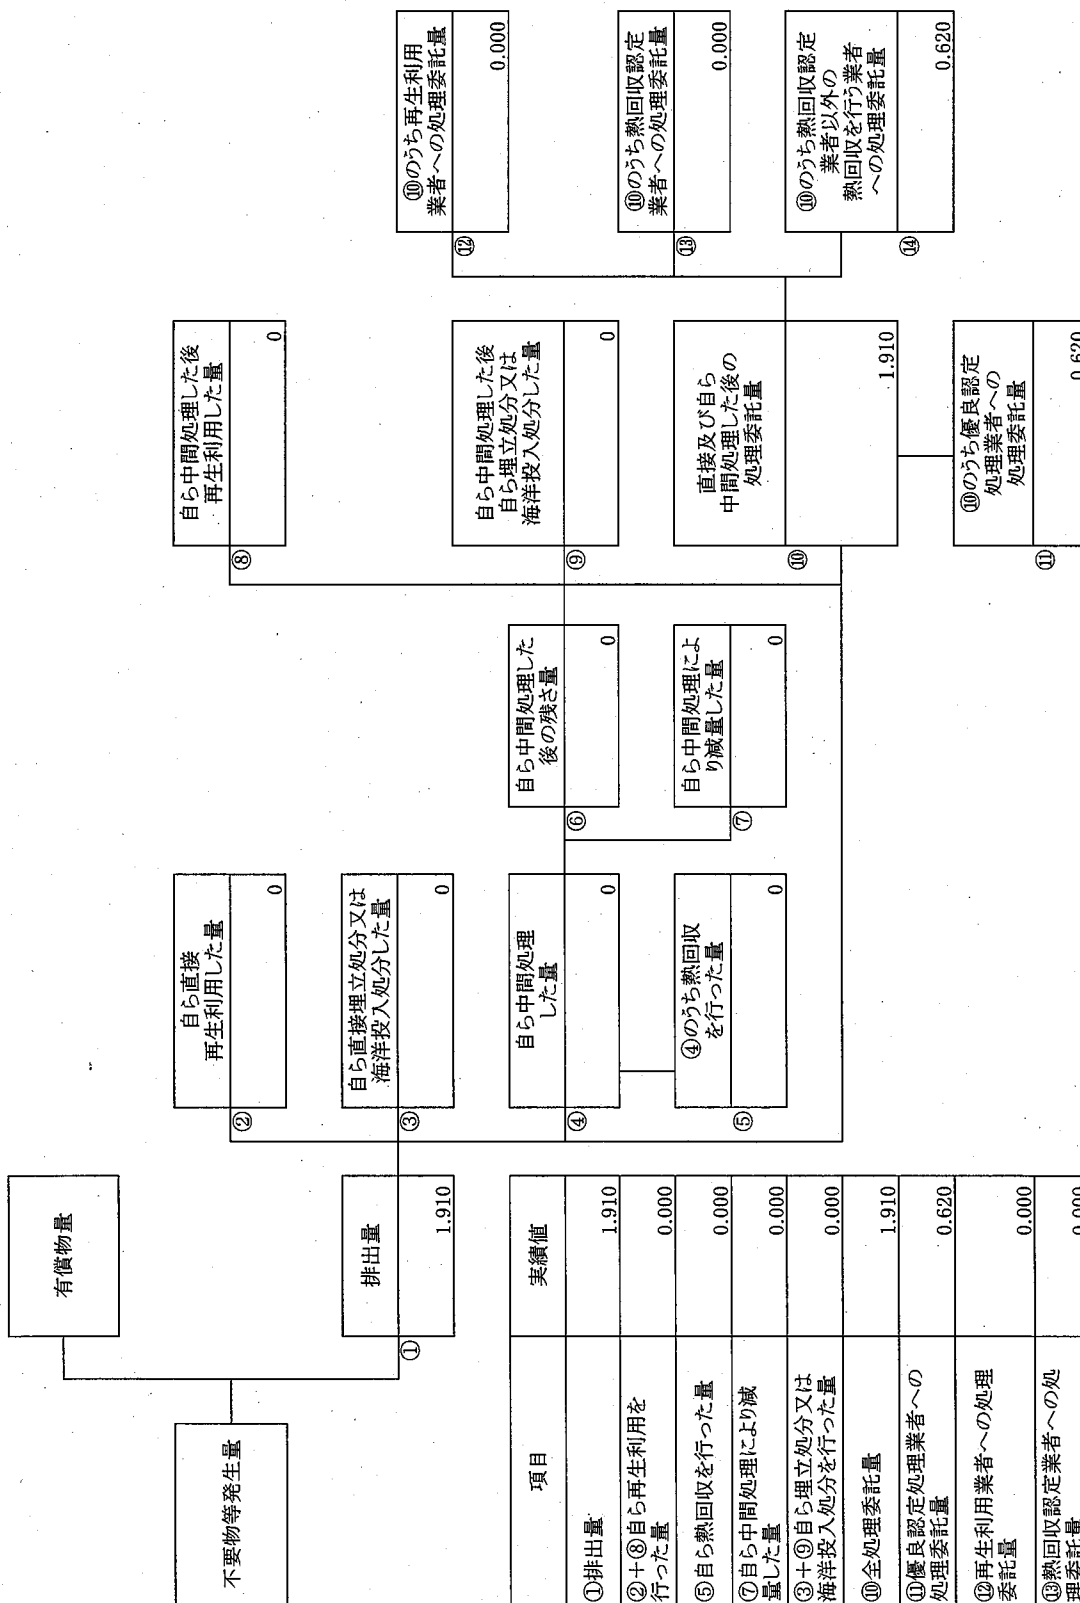 不要物等発生量
有償物量
①
排出量
1.910
②
自ら直接
再生利用した量
0
③
自ら直接埋立処分又は
海洋投入処分した量
0
④
自ら中間処理
した量
0
⑤
④のうち熱回収
を行った量
0
⑥
自ら中間処理した
後の残さ量
0
⑦
自ら中間処理によ
り減量した量
0
⑧
自ら中間処理した後
再生利用した量
0
⑨
自ら中間処理した後
自ら埋立処分又は
海洋投入処分した量
0
⑩
直接及び自ら
中間処理した後の
処理委託量
1.910
⑪
⑩のうち優良認定
処理業者への
処理委託量
0.620
⑫
⑩のうち再生利用
業者への処理委託量
0.000
⑬
⑩のうち熱回収認定
業者への処理委託量
0.000
⑭
⑩のうち熱回収認定
業者以外の
熱回収を行う業者
への処理委託量
0.620
項目
実績値
①排出量
1.910
②+⑧自ら再生利用を
行った量
0.000
⑤自ら熱回収を行った量
0.000
⑦自ら中間処理により減
量した量
0.000
③+⑨自ら埋立処分又は
海洋投入処分を行った量
0.000
⑩全処理委託量
1.910
⑪優良認定処理業者への
処理委託量
0.620
⑫再生利用業者への処理
委託量
0.000
⑬熱回収認定業者への処
理委託量
0.000